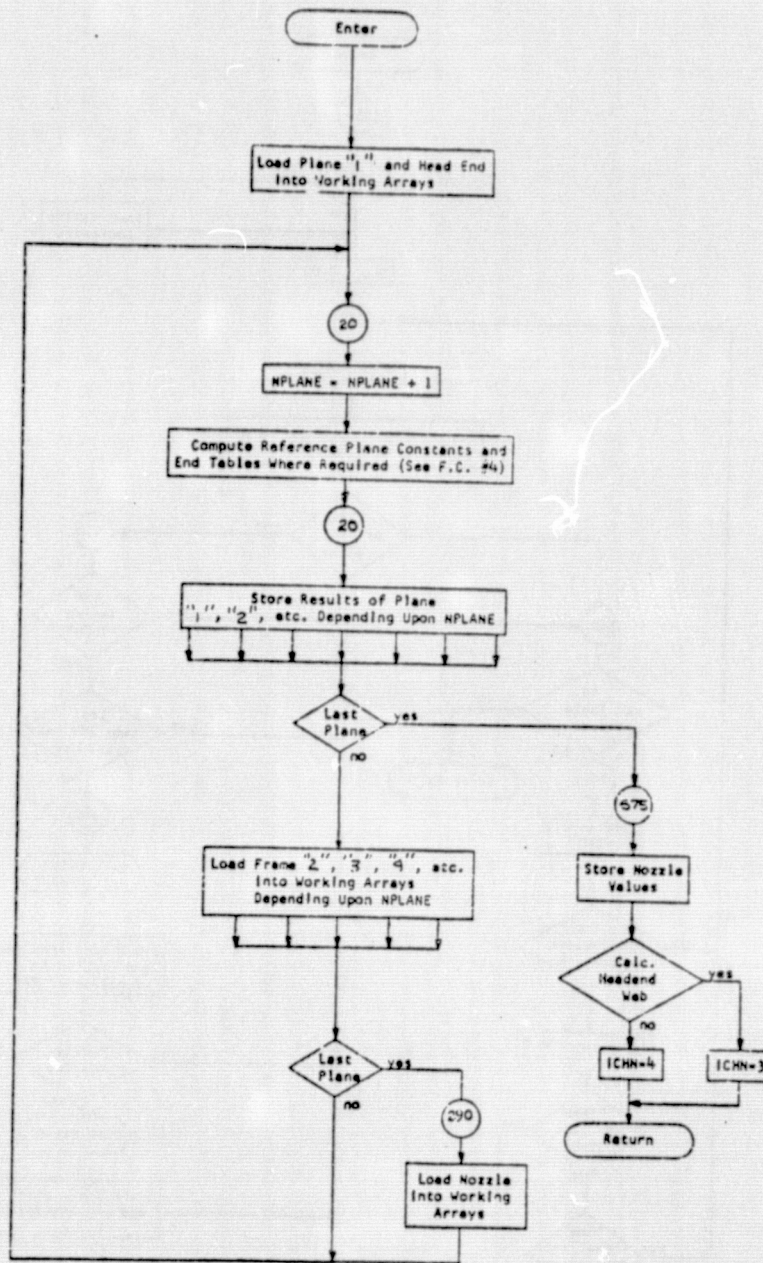 Enter
Load Plane "1" and Head End
Into Working Arrays
20
NPLANE = NPLANE + 1
Compute Reference Plane Constants and
End Tables Where Required (See F.C. #4)
20
Store Results of Plane
"1", "2", etc. Depending Upon NPLANE
Last
Plane
yes
no
675
Load Frame "2", "3", "4", etc.
Into Working Arrays
Depending Upon NPLANE
Store Nozzle
Values
Calc.
Headend
Web
yes
no
ICHN=4
ICHN=3
Return
Last
Plane
yes
no
290
Load Nozzle
Into Working
Arrays